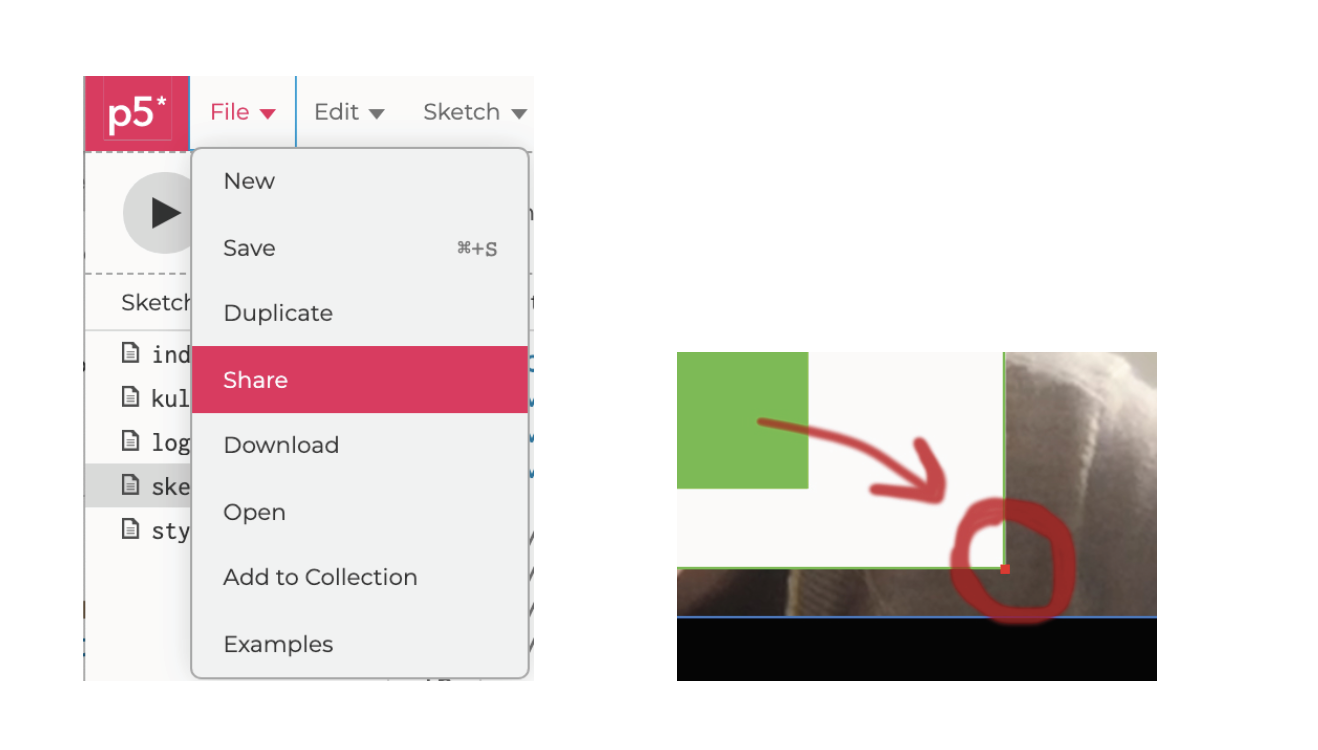 p5* File Edit Sketch
New
Save ⌘+S
Duplicate
Sketch
Share
Download
Open
Add to Collection
Examples
ind
kul
log
ske
sty